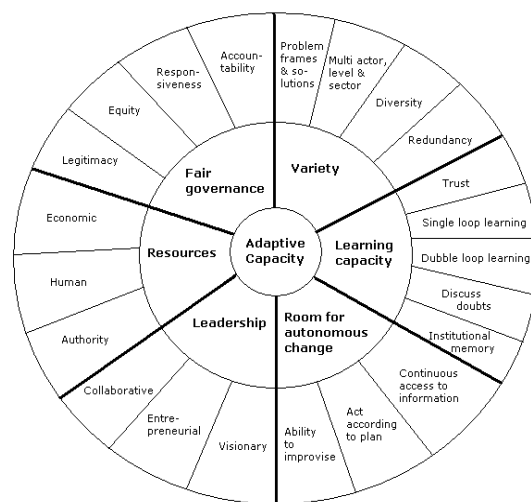 Accoun-
tability
Problem
frames
& so-
lutions
Multi actor,
level &
sector
Diversity
Redundancy
Trust
Single loop learning
Dubble loop learning
Discuss
doubts
Institutional
memory
Continuous
access to
information
Act
according
to plan
Ability
to
improvise
Visionary
Entre-
preneurial
Collaborative
Authority
Human
Economic
Legitimacy
Equity
Respon-
siveness
Fair
governance
Variety
Learning
capacity
Room for
autonomous
change
Leadership
Resources
Adaptive
Capacity